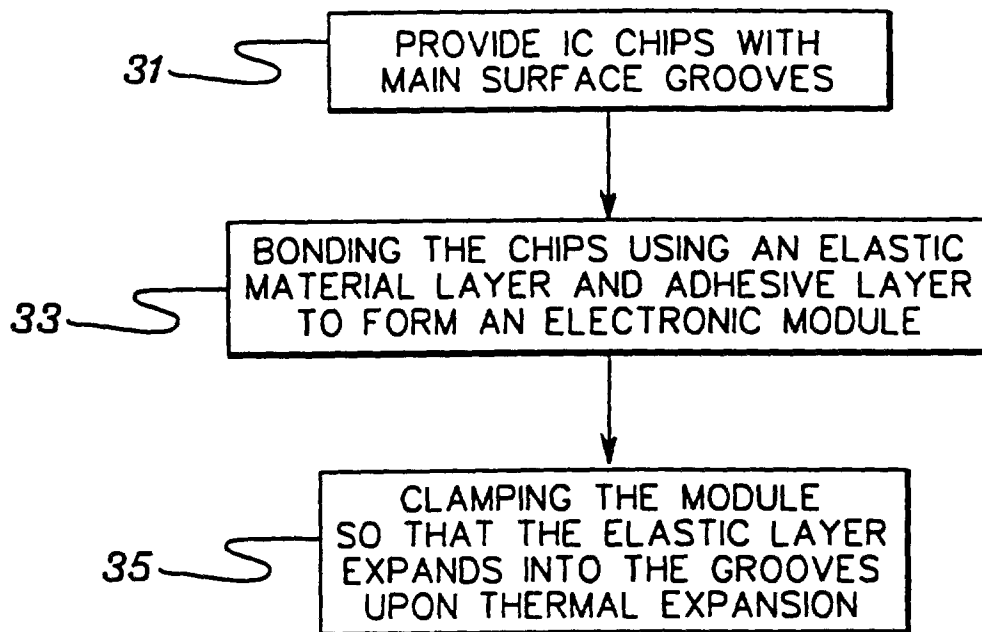 31
PROVIDE IC CHIPS WITH
MAIN SURFACE GROOVES
33
BONDING THE CHIPS USING AN ELASTIC
MATERIAL LAYER AND ADHESIVE LAYER
TO FORM AN ELECTRONIC MODULE
35
CLAMPING THE MODULE
SO THAT THE ELASTIC LAYER
EXPANDS INTO THE GROOVES
UPON THERMAL EXPANSION